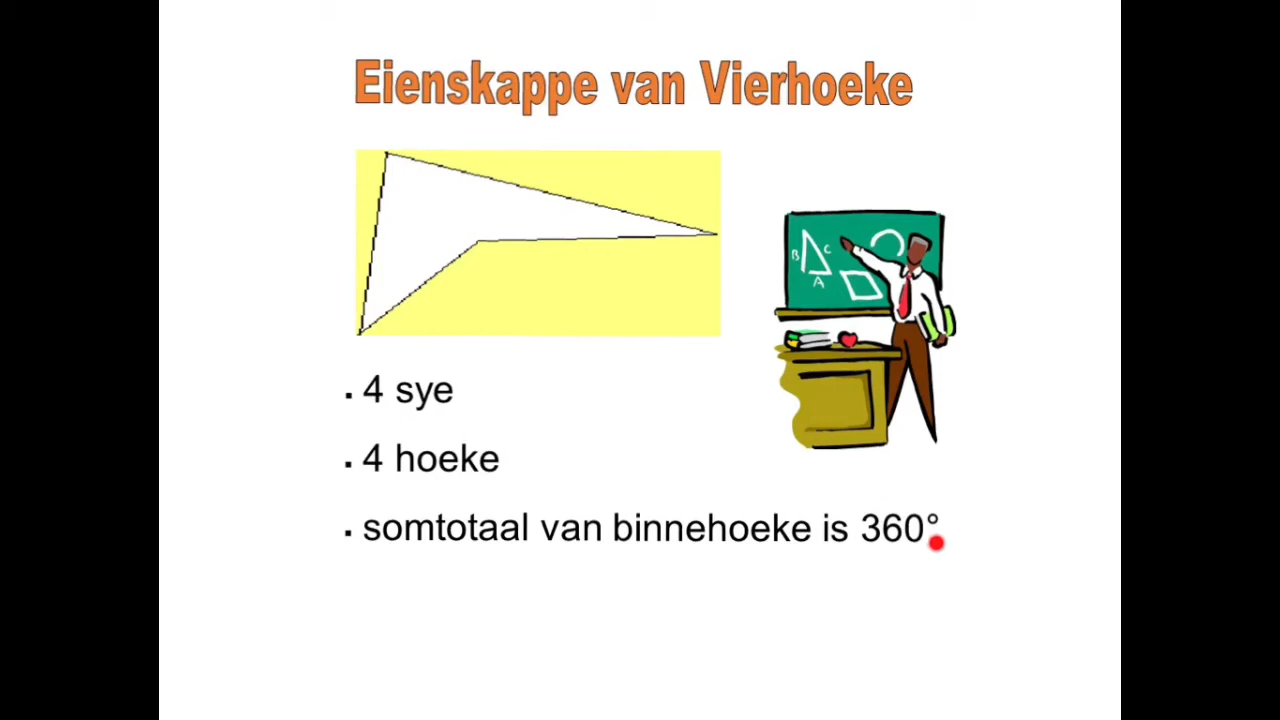 Eienskappe van Vierhoeke
B
C
A
▪ 4 sye
▪ 4 hoeke
▪ somtotaal van binnehoeke is 360°